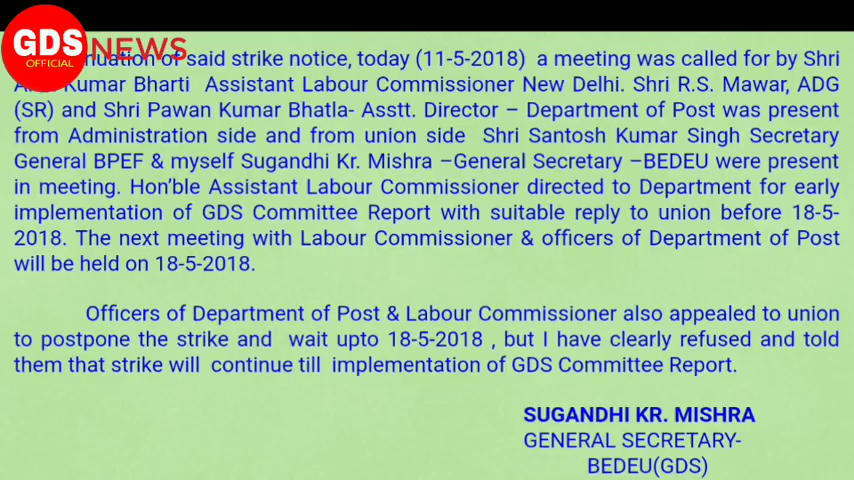 GDS NEWS
OFFICIAL
of said strike notice, today (11-5-2018) a meeting was called for by Shri
Kumar Bharti Assistant Labour Commissioner New Delhi. Shri R.S. Mawar, ADG
(SR) and Shri Pawan Kumar Bhatla- Asstt. Director – Department of Post was present
from Administration side and from union side Shri Santosh Kumar Singh Secretary
General BPEF & myself Sugandhi Kr. Mishra –General Secretary –BEDEU were present
in meeting. Hon’ble Assistant Labour Commissioner directed to Department for early
implementation of GDS Committee Report with suitable reply to union before 18-5-
2018. The next meeting with Labour Commissioner & officers of Department of Post
will be held on 18-5-2018.
Officers of Department of Post & Labour Commissioner also appealed to union
to postpone the strike and wait upto 18-5-2018 , but I have clearly refused and told
them that strike will continue till implementation of GDS Committee Report.
SUGANDHI KR. MISHRA
GENERAL SECRETARY-
BEDEU(GDS)